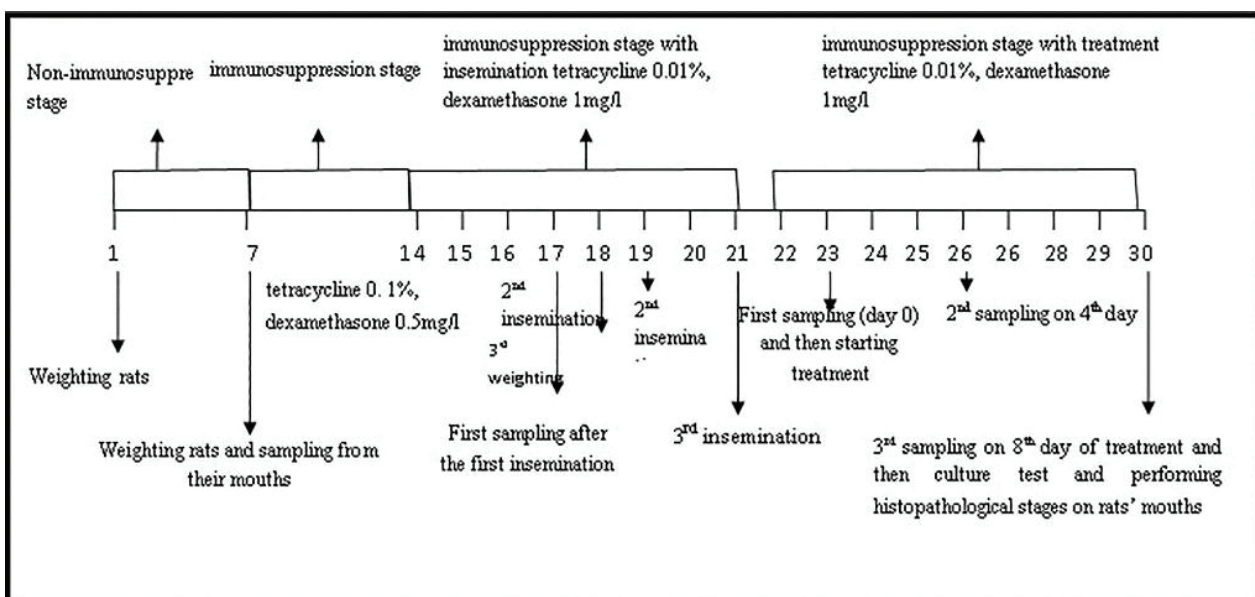 Non-immunosuppre
stage
immunosuppression stage
immunosuppression stage with
insemination tetracycline 0.01%,
dexamethasone 1mg/l
immunosuppression stage with treatment
tetracycline 0.01%, dexamethasone
1mg/l
1 7 14 15 16 17 18 19 20 21 22 23 24 25 26 26 28 29 30
Weighting rats
tetracycline 0. 1%,
dexamethasone 0.5mg/l
Weighting rats and sampling from
their mouths
2nd
insemination
3rd
weighting
First sampling after
the first insemination
2nd
insemina
3rd insemination
First sampling (day 0)
and then starting
treatment
2nd sampling on 4th day
3rd sampling on 8th day of treatment and
then culture test and performing
histopathological stages on rats' mouths